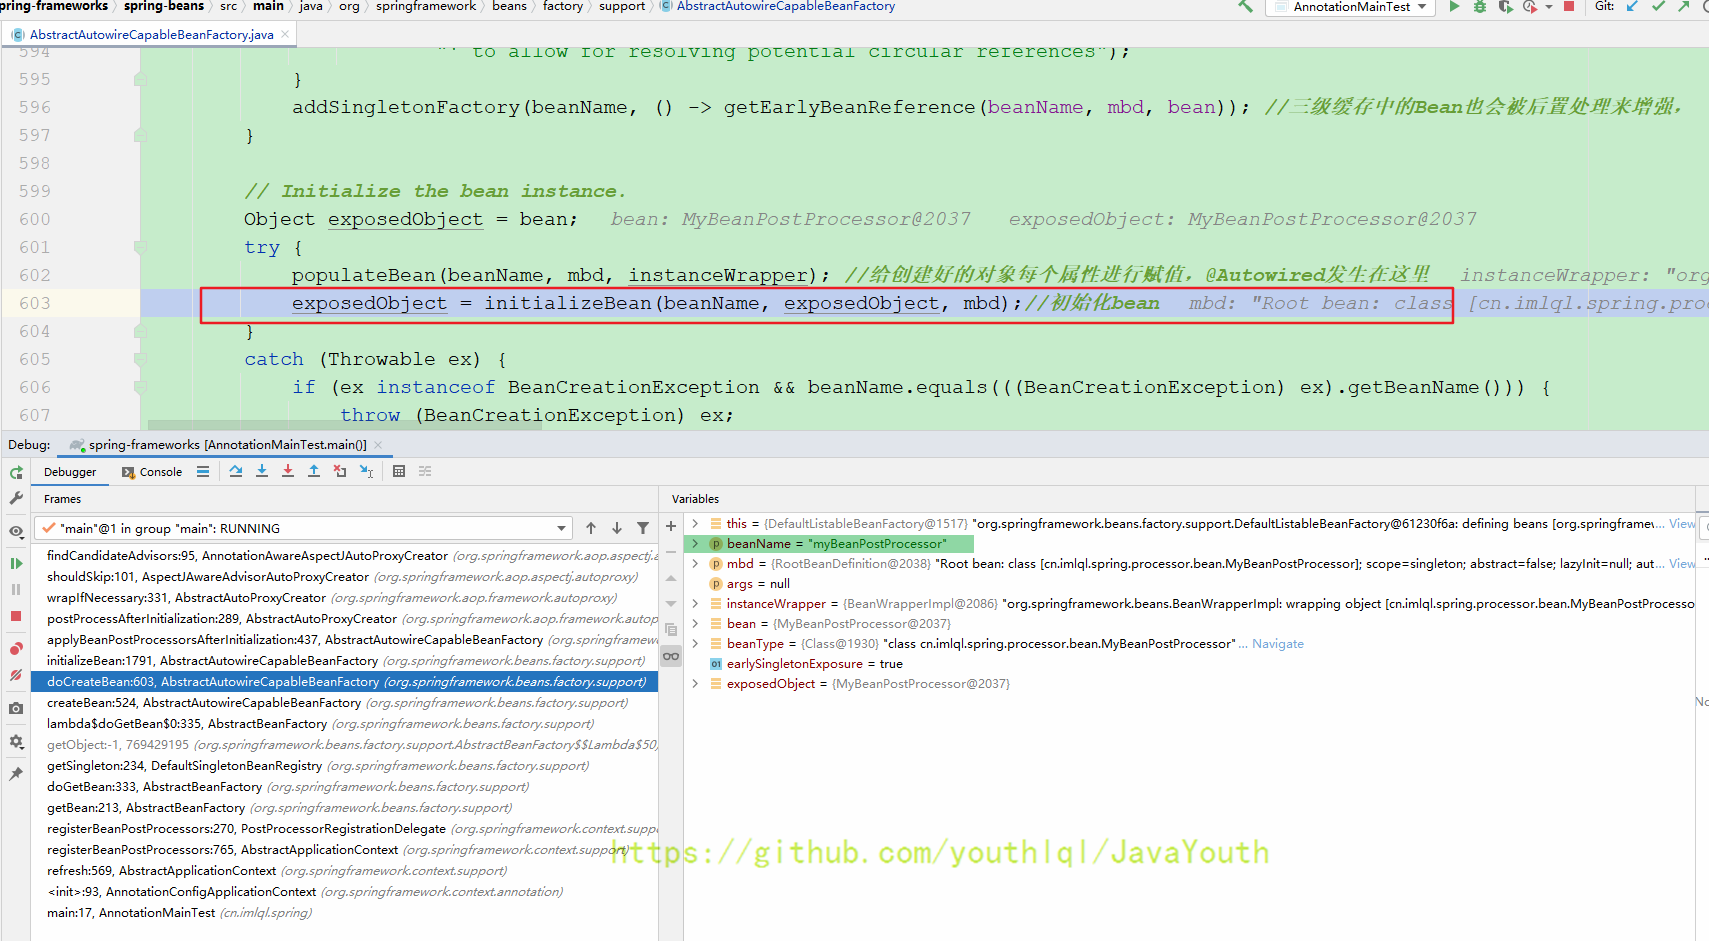 pring-frameworks › spring-beans › src › main › java › org › springframework › beans › factory › support › AbstractAutowireCapableBeanFactory
AnnotationMainTest
Git:
AbstractAutowireCapableBeanFactory.java
594 "' to allow for resolving potential circular references");
595 }
596 addSingletonFactory(beanName, () -> getEarlyBeanReference(beanName, mbd, bean)); //三级缓存中的Bean也会被后置处理来增强,
597 }
598
599 // Initialize the bean instance.
600 Object exposedObject = bean; bean: MyBeanPostProcessor@2037 exposedObject: MyBeanPostProcessor@2037
601 try {
602 populateBean(beanName, mbd, instanceWrapper); //给创建好的对象每个属性进行赋值，@Autowired发生在这里 instanceWrapper: "org
603 exposedObject = initializeBean(beanName, exposedObject, mbd);//初始化bean mbd: "Root bean: class [cn.imlql.spring.pro
604 }
605 catch (Throwable ex) {
606 if (ex instanceof BeanCreationException && beanName.equals(((BeanCreationException) ex).getBeanName())) {
607 throw (BeanCreationException) ex;
Debug: spring-frameworks [AnnotationMainTest.main()]
Debugger Console
Frames
"main"@1 in group "main": RUNNING
findCandidateAdvisors:95, AnnotationAwareAspectJAutoProxyCreator (org.springframework.aop.aspectj.a
shouldSkip:101, AspectJAwareAdvisorAutoProxyCreator (org.springframework.aop.aspectj.autoproxy)
wrapIfNecessary:331, AbstractAutoProxyCreator (org.springframework.aop.framework.autoproxy)
postProcessAfterInitialization:289, AbstractAutoProxyCreator (org.springframework.aop.framework.autop
applyBeanPostProcessorsAfterInitialization:437, AbstractAutowireCapableBeanFactory (org.springframew
initializeBean:1791, AbstractAutowireCapableBeanFactory (org.springframework.beans.factory.support)
doCreateBean:603, AbstractAutowireCapableBeanFactory (org.springframework.beans.factory.support)
createBean:524, AbstractAutowireCapableBeanFactory (org.springframework.beans.factory.support)
lambda$doGetBean$0:335, AbstractBeanFactory (org.springframework.beans.factory.support)
getObject:-1, 769429195 (org.springframework.beans.factory.support.AbstractBeanFactory$$Lambda$50)
getSingleton:234, DefaultSingletonBeanRegistry (org.springframework.beans.factory.support)
doGetBean:333, AbstractBeanFactory (org.springframework.beans.factory.support)
getBean:213, AbstractBeanFactory (org.springframework.beans.factory.support)
registerBeanPostProcessors:270, PostProcessorRegistrationDelegate (org.springframework.context.suppo
registerBeanPostProcessors:765, AbstractApplicationContext (org.springframework.context.support)
refresh:569, AbstractApplicationContext (org.springframework.context.support)
<init>:93, AnnotationConfigApplicationContext (org.springframework.context.annotation)
main:17, AnnotationMainTest (cn.imlql.spring)
Variables
this = {DefaultListableBeanFactory@1517} "org.springframework.beans.factory.support.DefaultListableBeanFactory@61230f6a: defining beans [org.springframew... View
beanName = "myBeanPostProcessor"
mbd = {RootBeanDefinition@2038} "Root bean: class [cn.imlql.spring.processor.bean.MyBeanPostProcessor]; scope=singleton; abstract=false; lazyInit=null; aut... View
args = null
instanceWrapper = {BeanWrapperImpl@2086} "org.springframework.beans.BeanWrapperImpl: wrapping object [cn.imlql.spring.processor.bean.MyBeanPostProcesso
bean = {MyBeanPostProcessor@2037}
beanType = {Class@1930} "class cn.imlql.spring.processor.bean.MyBeanPostProcessor" ... Navigate
earlySingletonExposure = true
exposedObject = {MyBeanPostProcessor@2037}
No
https://github.com/youthlql/JavaYouth